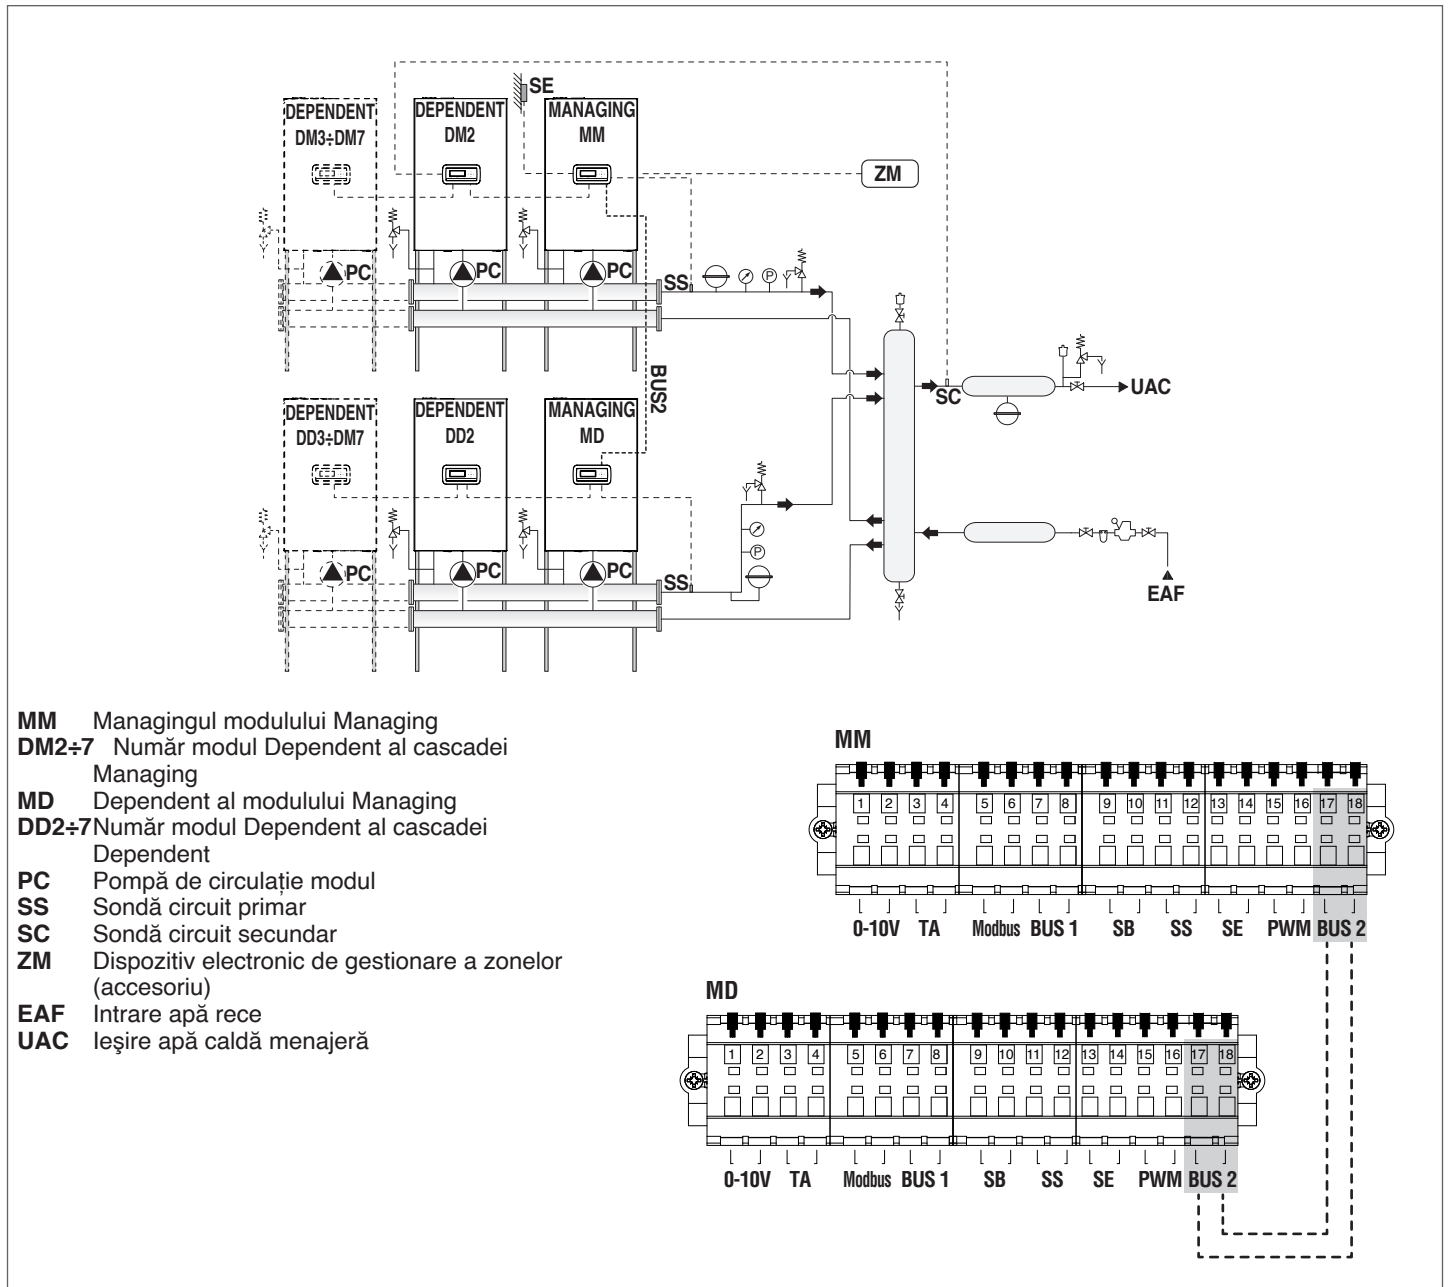 SE
DEPENDENT
DM3÷DM7
DEPENDENT
DM2
MANAGING
MM
ZM
PC
PC
PC
SS
P
BUS2
SC
UAC
DEPENDENT
DD3÷DM7
DEPENDENT
DD2
MANAGING
MD
P
PC
PC
PC
SS
EAF
MM Managingul modulului Managing
DM2÷7 Număr modul Dependent al cascadei
Managing
MD Dependent al modulului Managing
DD2÷7 Număr modul Dependent al cascadei
Dependent
PC Pompă de circulație modul
SS Sondă circuit primar
SC Sondă circuit secundar
ZM Dispozitiv electronic de gestionare a zonelor
(accesoriu)
EAF Intrare apă rece
UAC Ieşire apă caldă menajeră
MM
1 2 3 4 5 6 7 8 9 10 11 12 13 14 15 16 17 18
0-10V TA Modbus BUS 1 SB SS SE PWM BUS 2
MD
1 2 3 4 5 6 7 8 9 10 11 12 13 14 15 16 17 18
0-10V TA Modbus BUS 1 SB SS SE PWM BUS 2